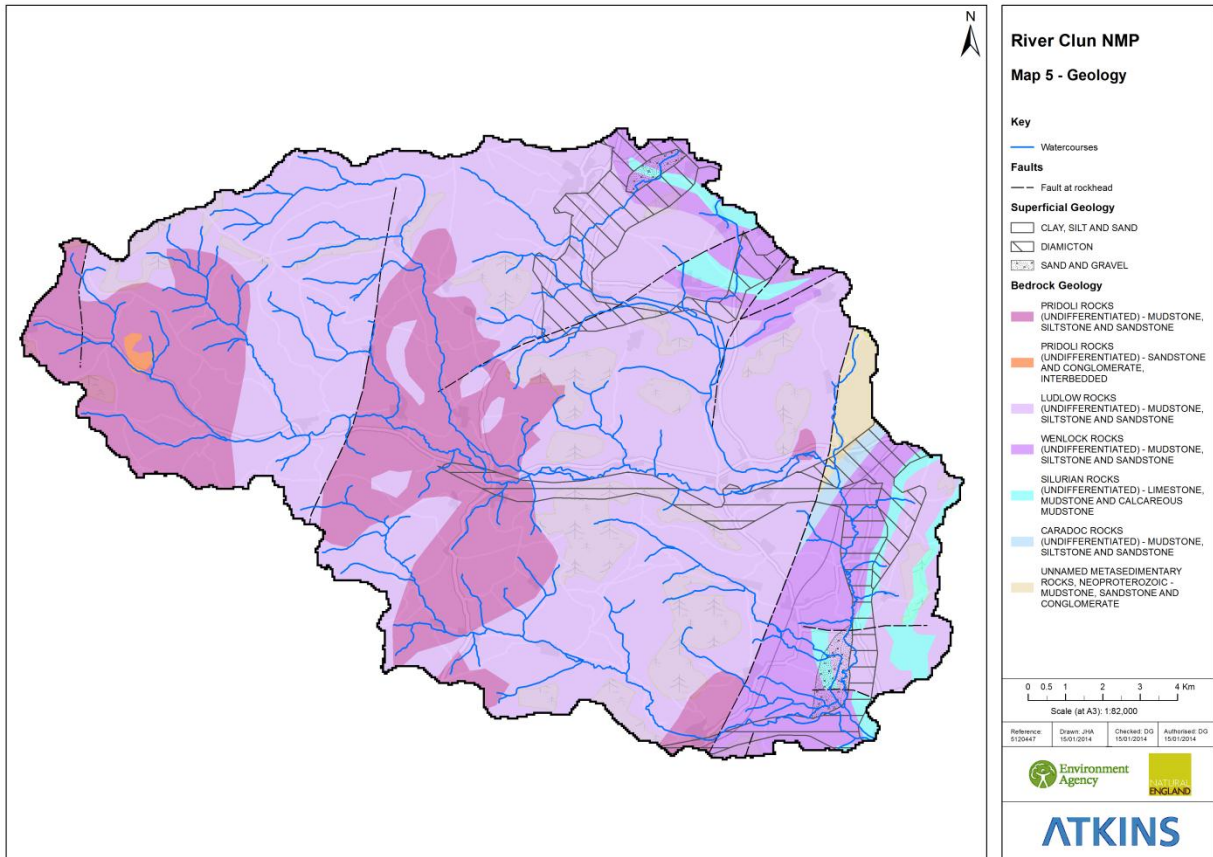 N
River Clun NMP
Map 5 - Geology
Key
Watercourses
Faults
Fault at rockhead
Superficial Geology
CLAY, SILT AND SAND
DIAMICTON
SAND AND GRAVEL
Bedrock Geology
PRIDOLI ROCKS
(UNDIFFERENTIATED) - MUDSTONE,
SILTSTONE AND SANDSTONE
PRIDOLI ROCKS
(UNDIFFERENTIATED) - SANDSTONE
AND CONGLOMERATE,
INTERBEDDED
LUDLOW ROCKS
(UNDIFFERENTIATED) - MUDSTONE,
SILTSTONE AND SANDSTONE
WENLOCK ROCKS
(UNDIFFERENTIATED) - MUDSTONE,
SILTSTONE AND SANDSTONE
SILURIAN ROCKS
(UNDIFFERENTIATED) - LIMESTONE,
MUDSTONE AND CALCAREOUS
MUDSTONE
CARADOC ROCKS
(UNDIFFERENTIATED) - MUDSTONE,
SILTSTONE AND SANDSTONE
UNNAMED METASEDIMENTARY
ROCKS, NEOPROTEROZOIC -
MUDSTONE, SANDSTONE AND
CONGLOMERATE
0 0.5 1 2 3 4 Km
Scale (at A3): 1:82,000
Reference: Drawn: JHA Checked: DG Authorised: DG
5120447 15/01/2014 15/01/2014 15/01/2014
Environment
Agency
NATURAL
ENGLAND
ATKINS